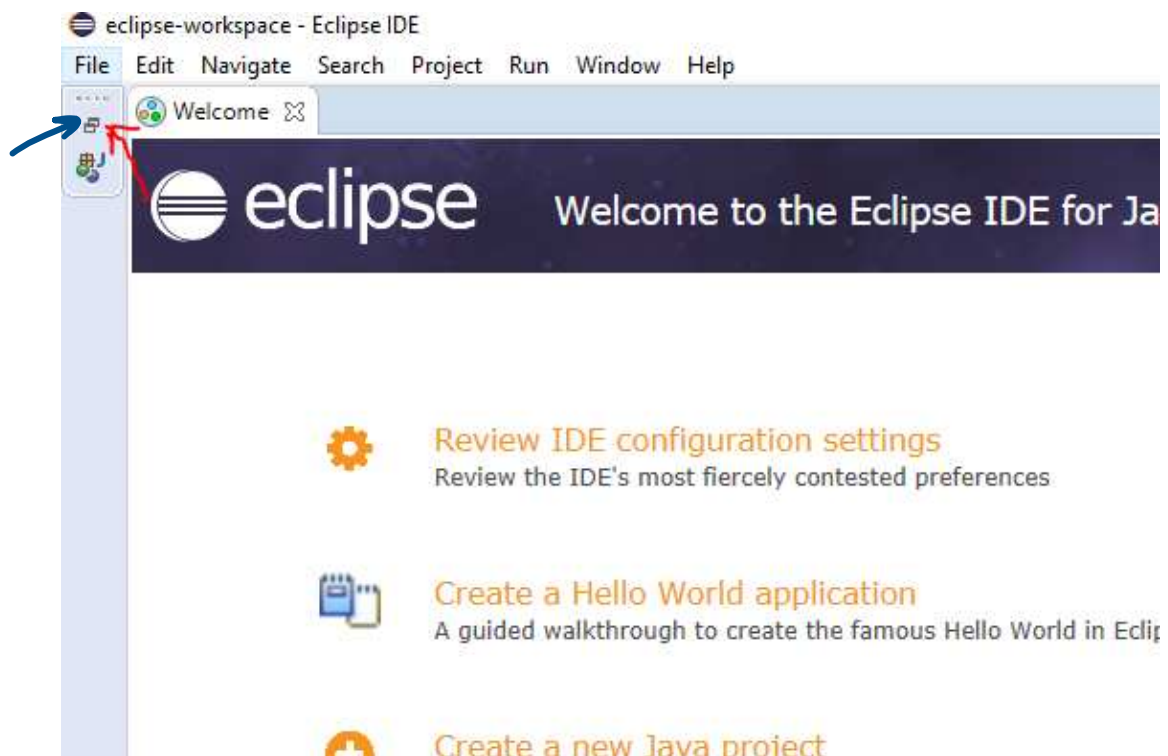 eclipse-workspace - Eclipse IDE
File Edit Navigate Search Project Run Window Help
Welcome
eclipse Welcome to the Eclipse IDE for Ja
Review IDE configuration settings
Review the IDE's most fiercely contested preferences
Create a Hello World application
A guided walkthrough to create the famous Hello World in Eclip
Create a new Java project